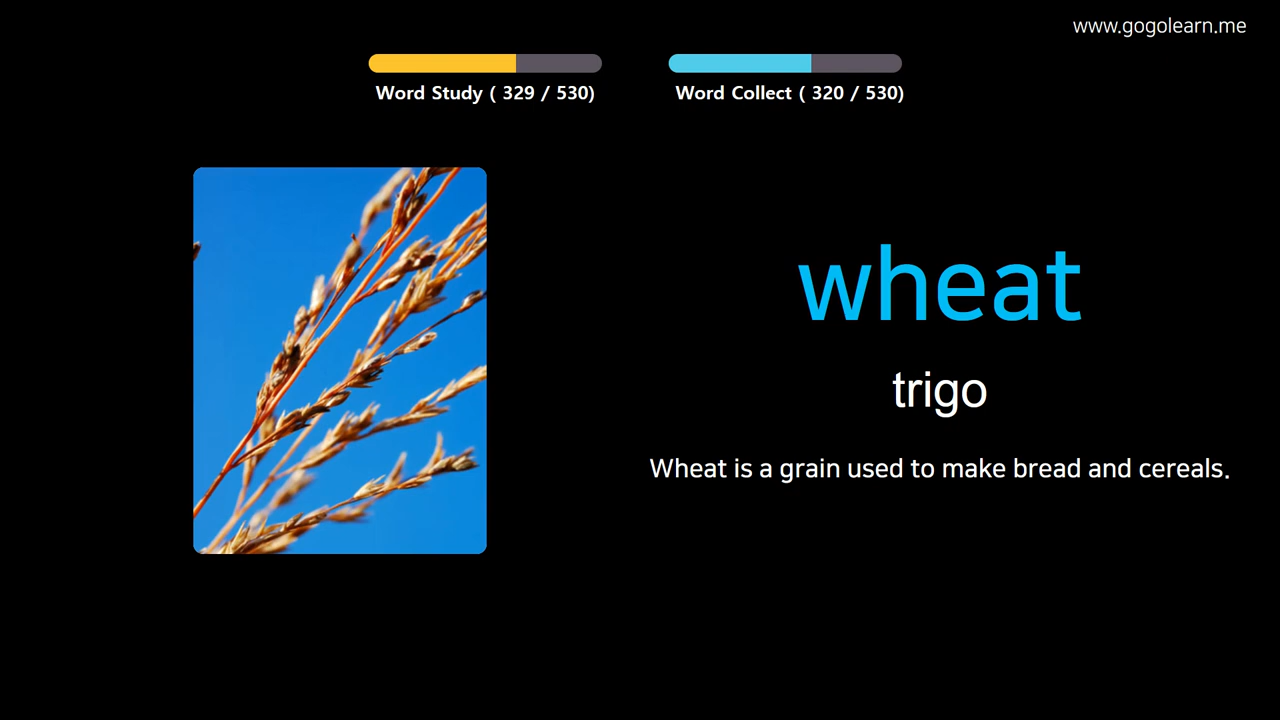 www.gogolearn.me
Word Study ( 329 / 530)
Word Collect ( 320 / 530)
wheat
trigo
Wheat is a grain used to make bread and cereals.